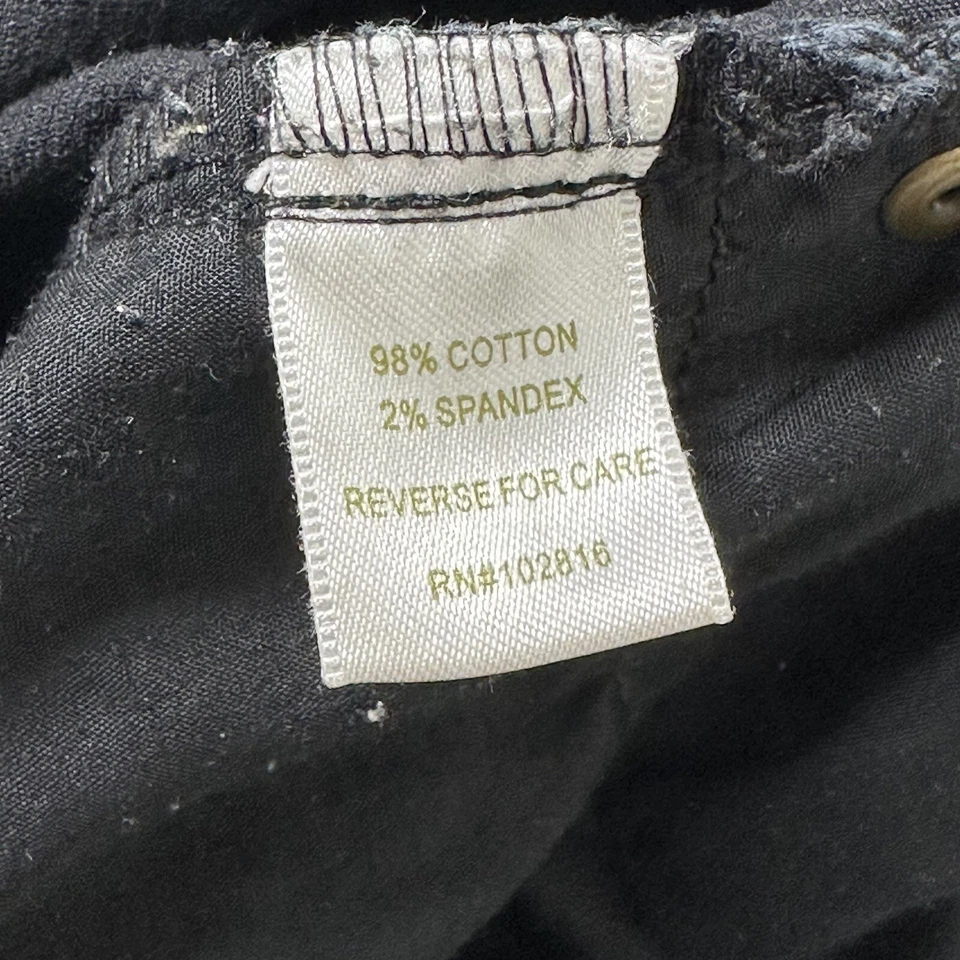 98% COTTON
2% SPANDEX
REVERSE FOR CARE
RN#102816